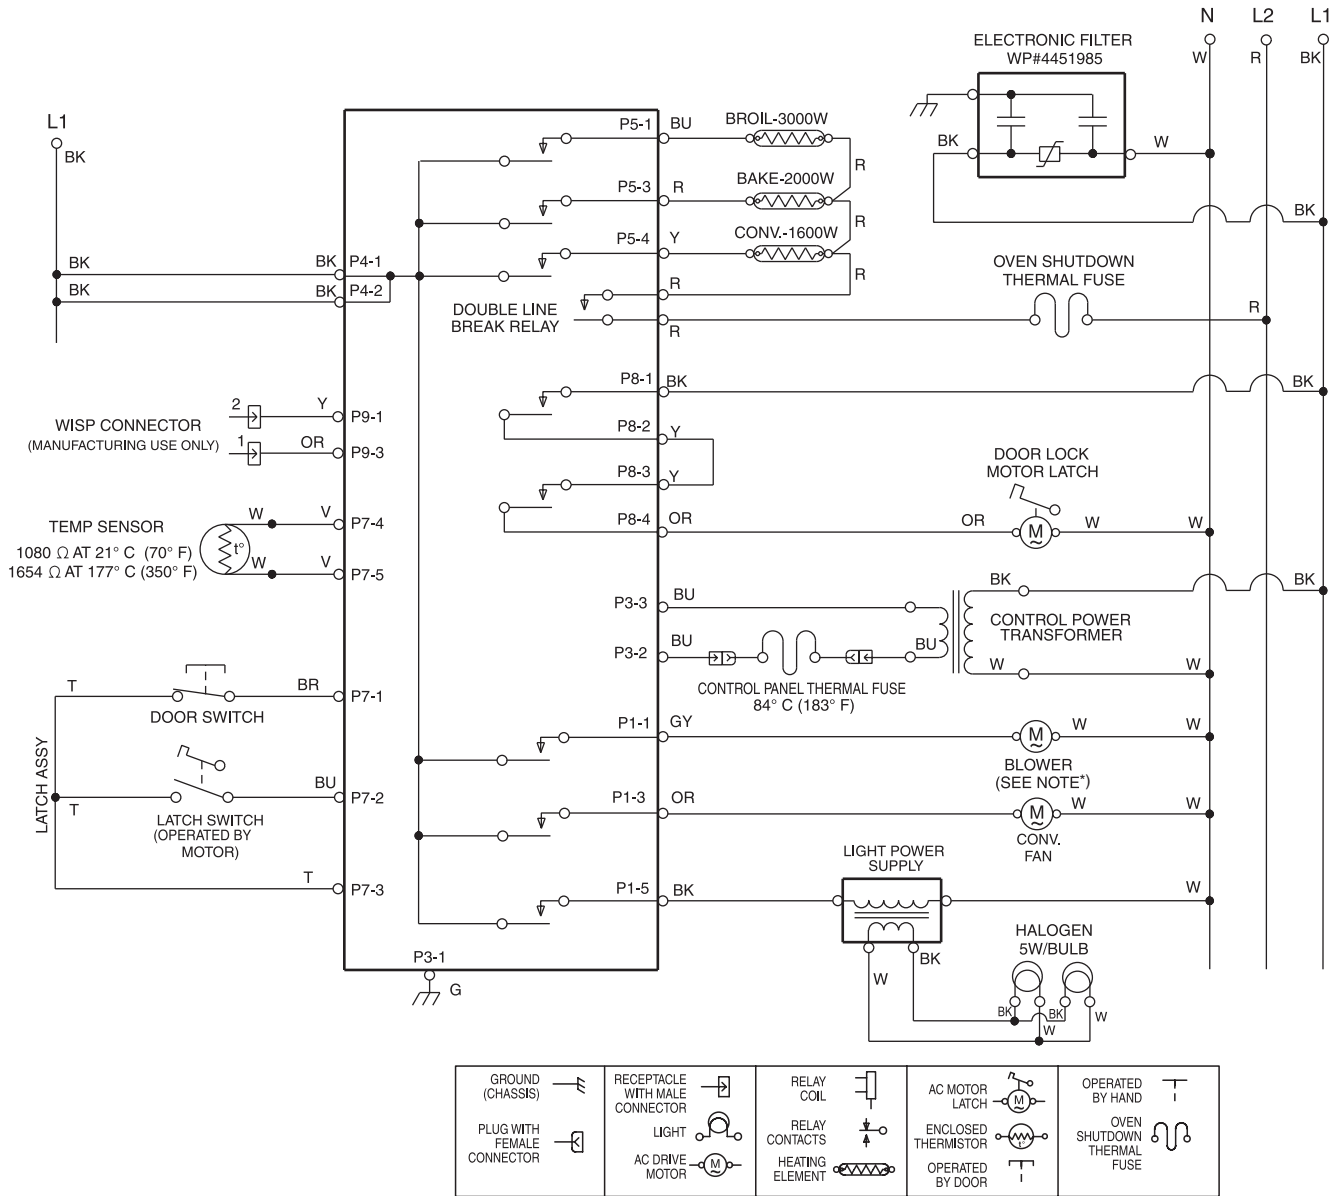 N L2 L1
ELECTRONIC FILTER
WP#4451985
W R BK
L1
BK
BK
W
BK
P5-1 BU BROIL-3000W
R
P5-3 R BAKE-2000W
R
P5-4 Y CONV.-1600W
R
BK BK P4-1
BK BK P4-2
R
DOUBLE LINE
BREAK RELAY
R
OVEN SHUTDOWN
THERMAL FUSE
R
P8-1 BK
BK
P8-2 Y
P8-3 Y
P8-4 OR
WISP CONNECTOR
(MANUFACTURING USE ONLY)
2 Y P9-1
1 OR P9-3
DOOR LOCK
MOTOR LATCH
OR M W W
TEMP SENSOR
1080 Ω AT 21° C (70° F)
1654 Ω AT 177° C (350° F)
t°
W V P7-4
W V P7-5
P3-3 BU
P3-2 BU BU
CONTROL PANEL THERMAL FUSE
84° C (183° F)
BK BK
CONTROL POWER
TRANSFORMER
W W
LATCH ASSY
T BR P7-1
DOOR SWITCH
T BU P7-2
LATCH SWITCH
(OPERATED BY
MOTOR)
T P7-3
P1-1 GY M W W
BLOWER
(SEE NOTE*)
P1-3 OR M W W
CONV.
FAN
LIGHT POWER
SUPPLY
P1-5 BK W
W BK
HALOGEN
5W/BULB
BK BK W
W
P3-1
G
GROUND
(CHASSIS)
PLUG WITH
FEMALE
CONNECTOR
RECEPTACLE
WITH MALE
CONNECTOR
LIGHT
AC DRIVE
MOTOR M
RELAY
COIL
RELAY
CONTACTS
HEATING
ELEMENT
AC MOTOR
LATCH M
ENCLOSED
THERMISTOR t°
OPERATED
BY DOOR
OPERATED
BY HAND
OVEN
SHUTDOWN
THERMAL
FUSE